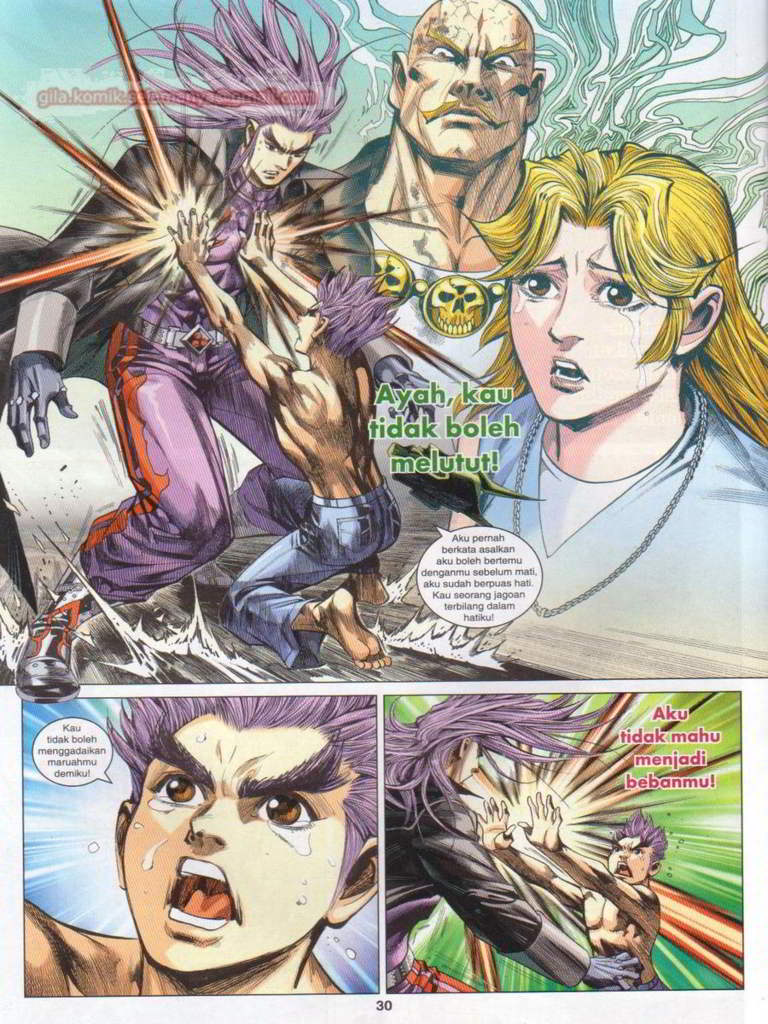 Ayah, kau
tidak boleh
melutut!
Aku pernah
berkata asalkan
aku boleh bertemu
denganmu sebelum mati,
aku sudah berpuas hati.
Kau seorang jagoan
terbilang dalam
hatiku!
Kau
tidak boleh
menggadaikan
maruahmu
demiku!
Aku
tidak mahu
menjadi
bebanmu!
30